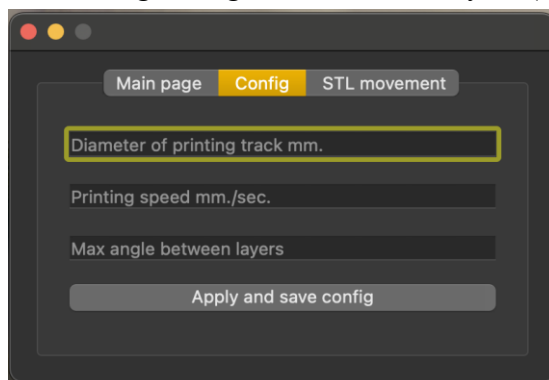 Main page Config STL movement
Diameter of printing track mm.
Printing speed mm./sec.
Max angle between layers
Apply and save config